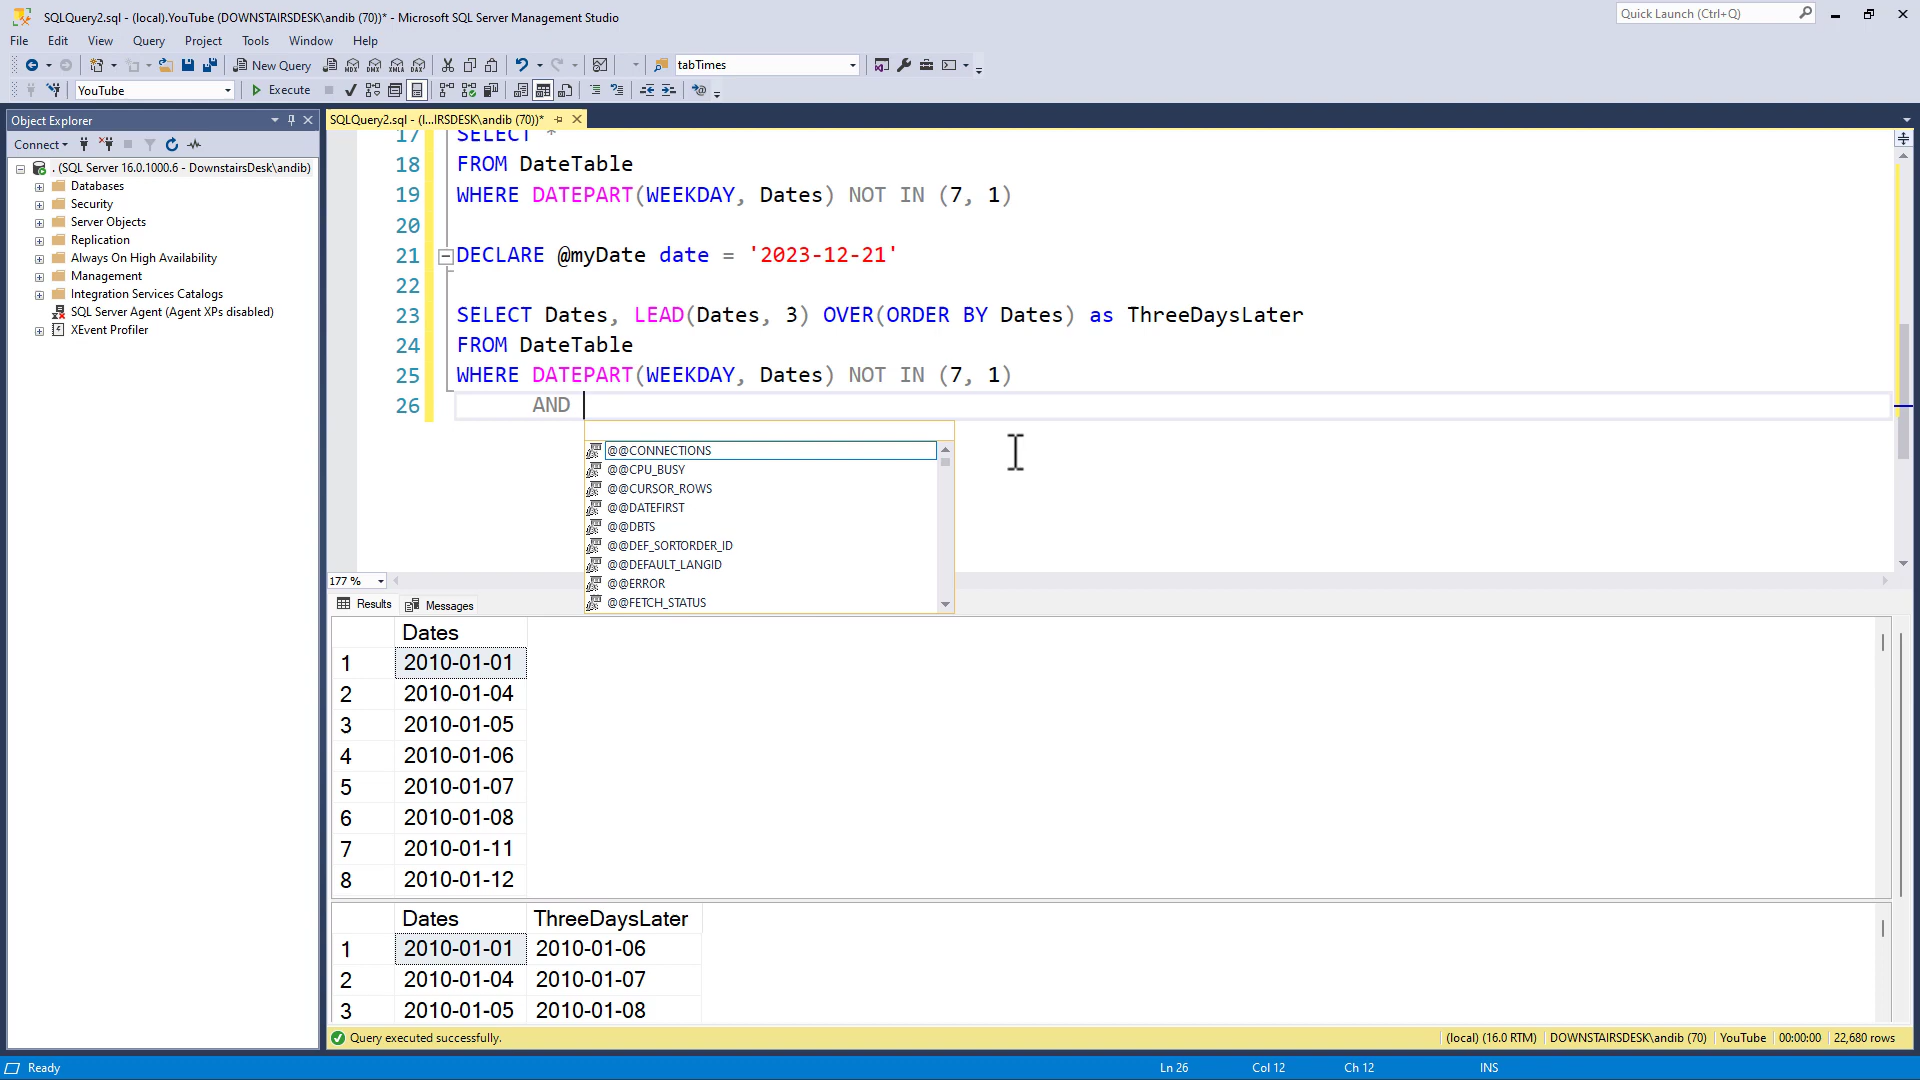 SQLQuery2.sql - (local).YouTube (DOWNSTAIRSDESK\andib (70))* - Microsoft SQL Server Management Studio
Quick Launch (Ctrl+Q)
File Edit View Query Project Tools Window Help
New Query
MDX DMX XMLA DAX
tabTimes
YouTube
Execute
Object Explorer
SQLQuery2.sql - (l...IRSDESK\andib (70))*
Connect
. (SQL Server 16.0.1000.6 - DownstairsDesk\andib)
Databases
Security
Server Objects
Replication
Always On High Availability
Management
Integration Services Catalogs
SQL Server Agent (Agent XPs disabled)
XEvent Profiler
17 SELECT *
18 FROM DateTable
19 WHERE DATEPART(WEEKDAY, Dates) NOT IN (7, 1)
20
21 DECLARE @myDate date = '2023-12-21'
22
23 SELECT Dates, LEAD(Dates, 3) OVER(ORDER BY Dates) as ThreeDaysLater
24 FROM DateTable
25 WHERE DATEPART(WEEKDAY, Dates) NOT IN (7, 1)
26 AND
@@CONNECTIONS
@@CPU_BUSY
@@CURSOR_ROWS
@@DATEFIRST
@@DBTS
@@DEF_SORTORDER_ID
@@DEFAULT_LANGID
@@ERROR
@@FETCH_STATUS
177 %
Results Messages
Dates
1 2010-01-01
2 2010-01-04
3 2010-01-05
4 2010-01-06
5 2010-01-07
6 2010-01-08
7 2010-01-11
8 2010-01-12
Dates ThreeDaysLater
1 2010-01-01 2010-01-06
2 2010-01-04 2010-01-07
3 2010-01-05 2010-01-08
Query executed successfully.
(local) (16.0 RTM) DOWNSTAIRSDESK\andib (70) YouTube 00:00:00 22,680 rows
Ready
Ln 26 Col 12 Ch 12 INS